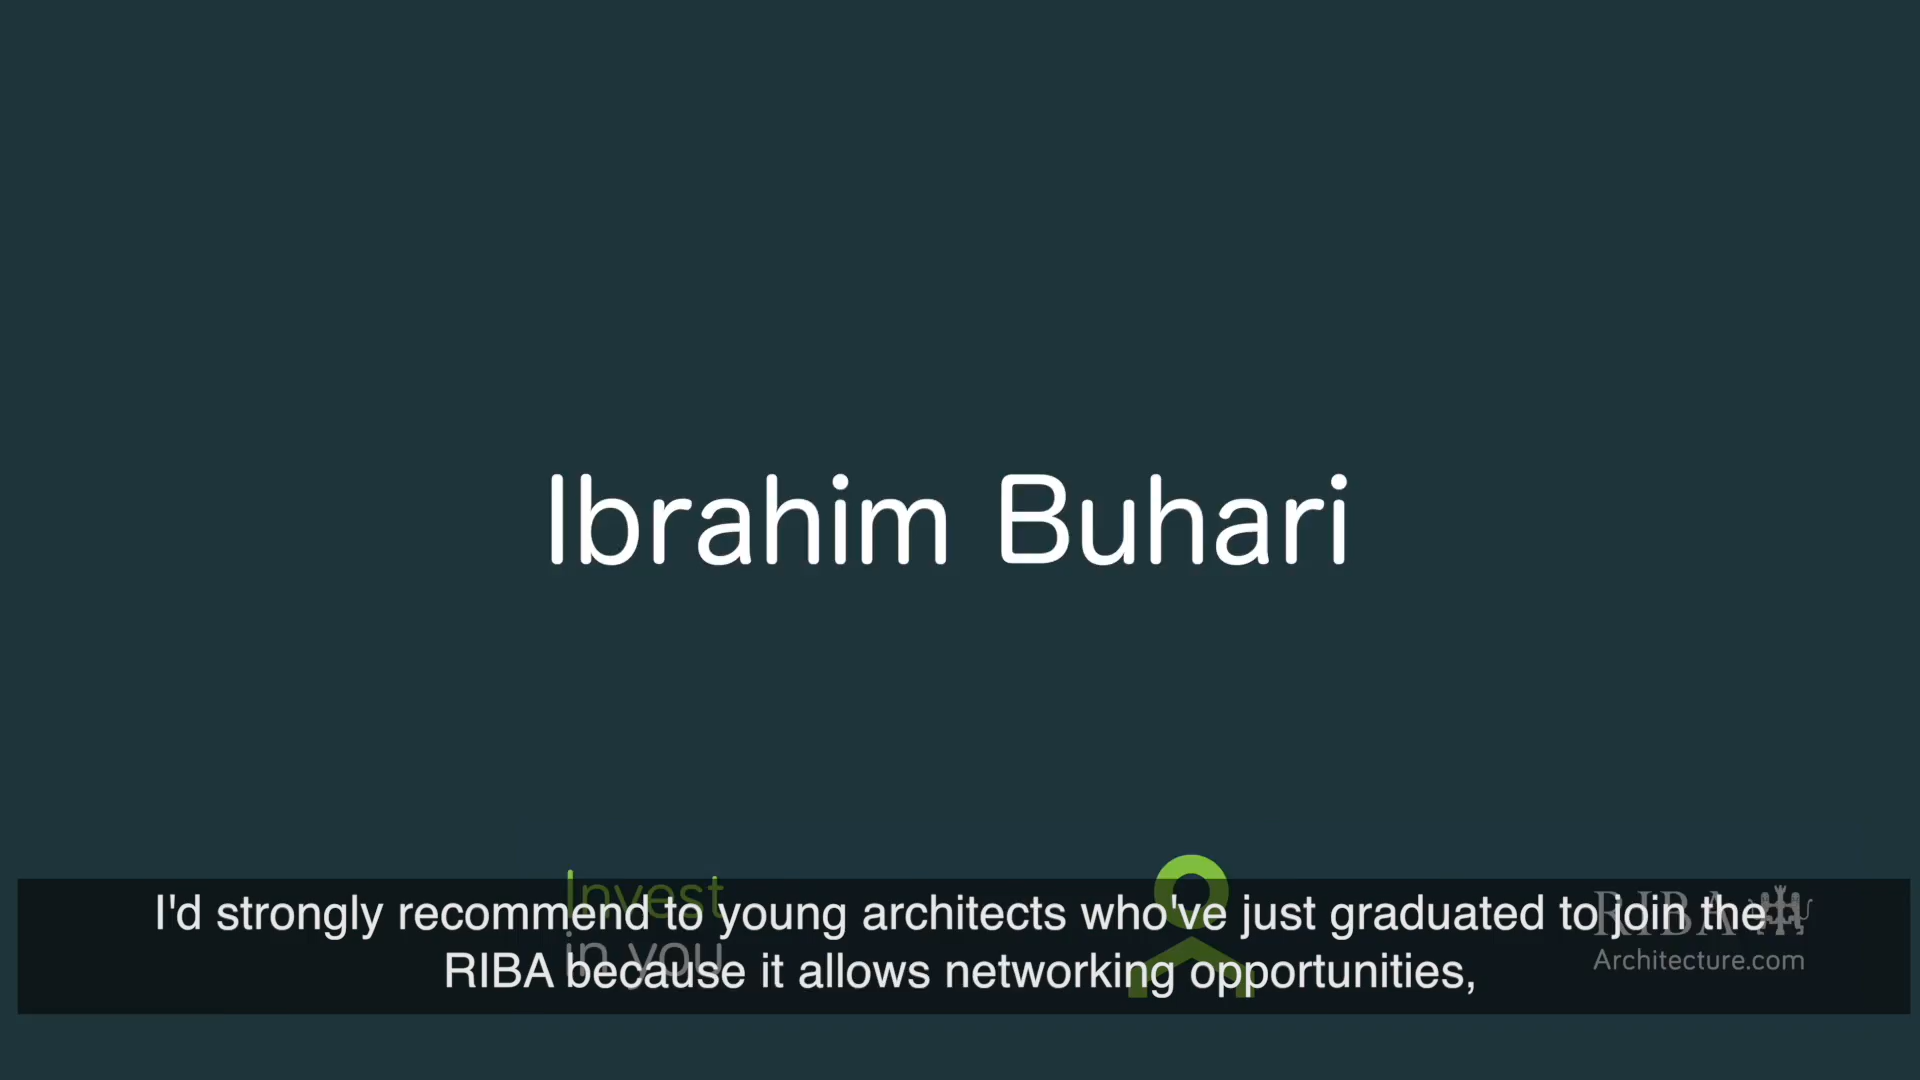 Ibrahim Buhari
Invest
in you
RIBA
Architecture.com
I'd strongly recommend to young architects who've just graduated to join the
RIBA because it allows networking opportunities,